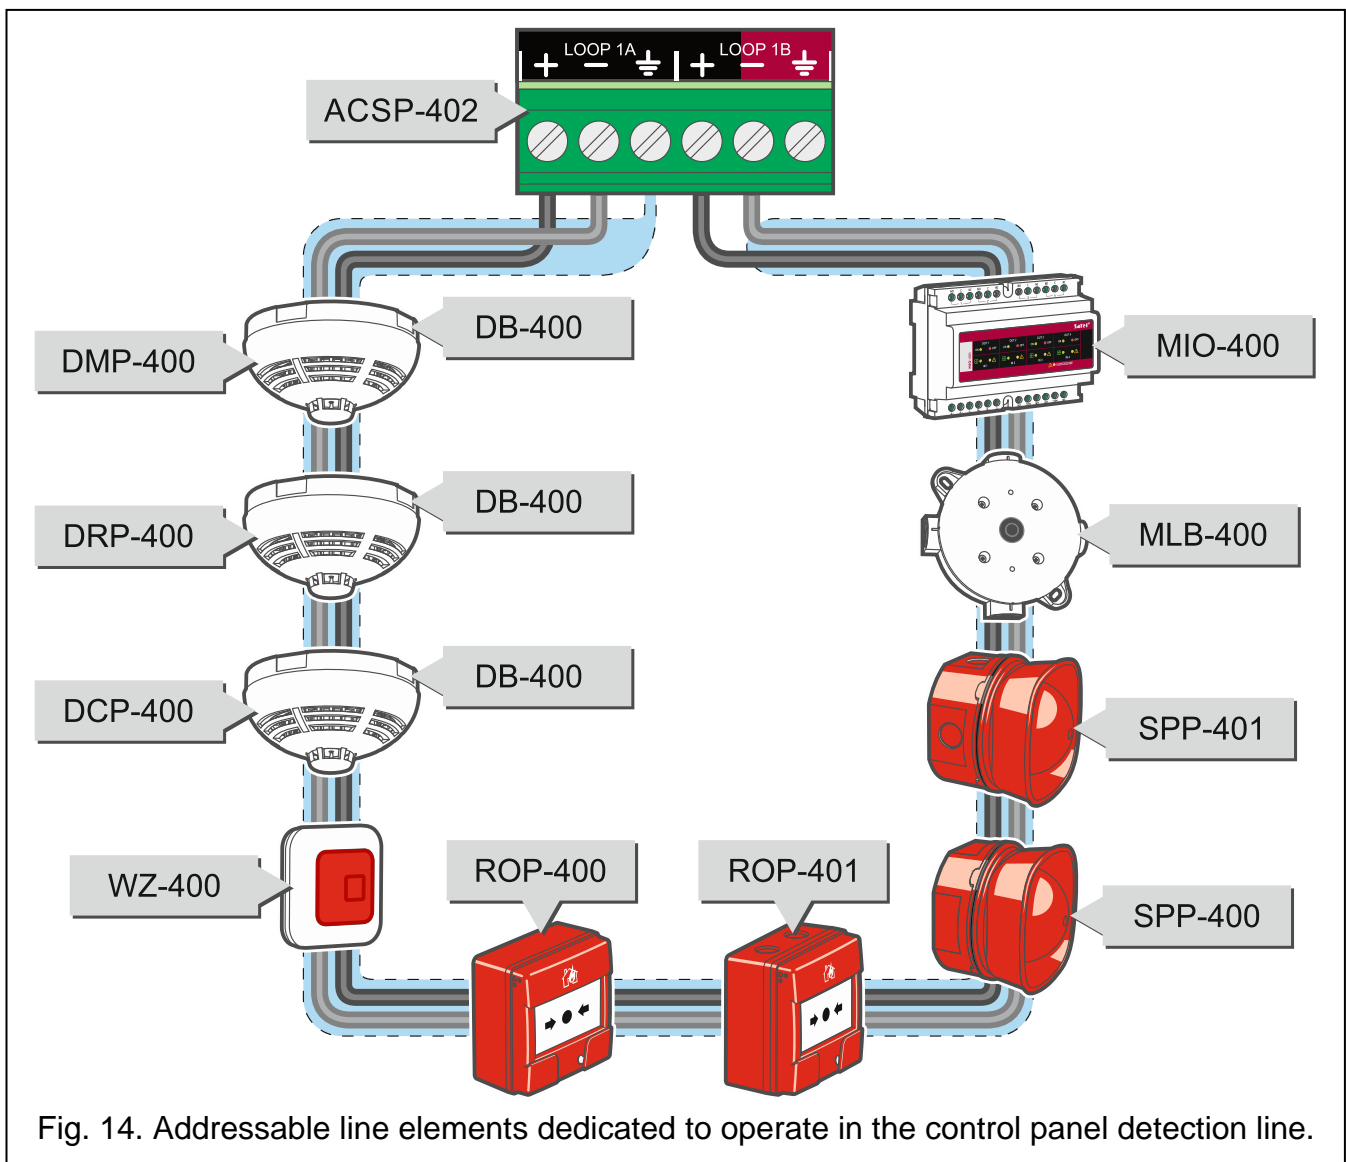 LOOP 1A LOOP 1B
+ − + −
ACSP-402
DB-400
DMP-400
MIO-400
Satel
DB-400
DRP-400
MLB-400
DB-400
DCP-400
SPP-401
ROP-400
ROP-401
WZ-400
SPP-400
Fig. 14. Addressable line elements dedicated to operate in the control panel detection line.